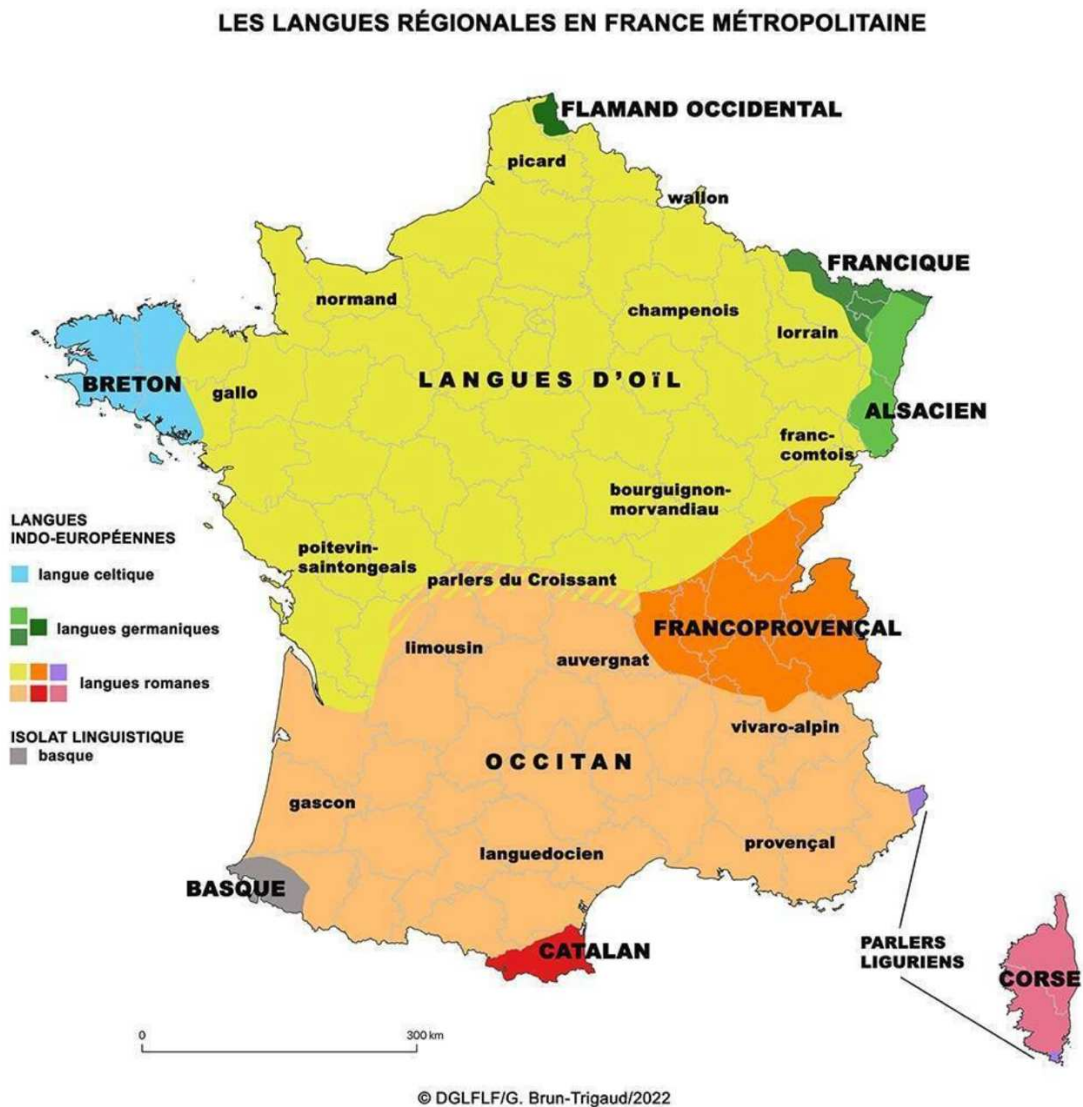 LES LANGUES RÉGIONALES EN FRANCE MÉTROPOLITAINE
FLAMAND OCCIDENTAL
picard
wallon
FRANCIQUE
normand
champenois
lorrain
BRETON
gallo
LANGUES D'OïL
ALSACIEN
franc-
comtois
bourguignon-
morvandiau
LANGUES
INDO-EUROPÉENNES
langue celtique
langues germaniques
langues romanes
ISOLAT LINGUISTIQUE
basque
poitevin-
saintongeais
parlers du Croissant
FRANCOPROVENÇAL
limousin
auvergnat
vivaro-alpin
OCCITAN
gascon
languedocien
provençal
BASQUE
CATALAN
PARLERS
LIGURIENS
CORSE
0
300 km
© DGLFLF/G. Brun-Trigaud/2022